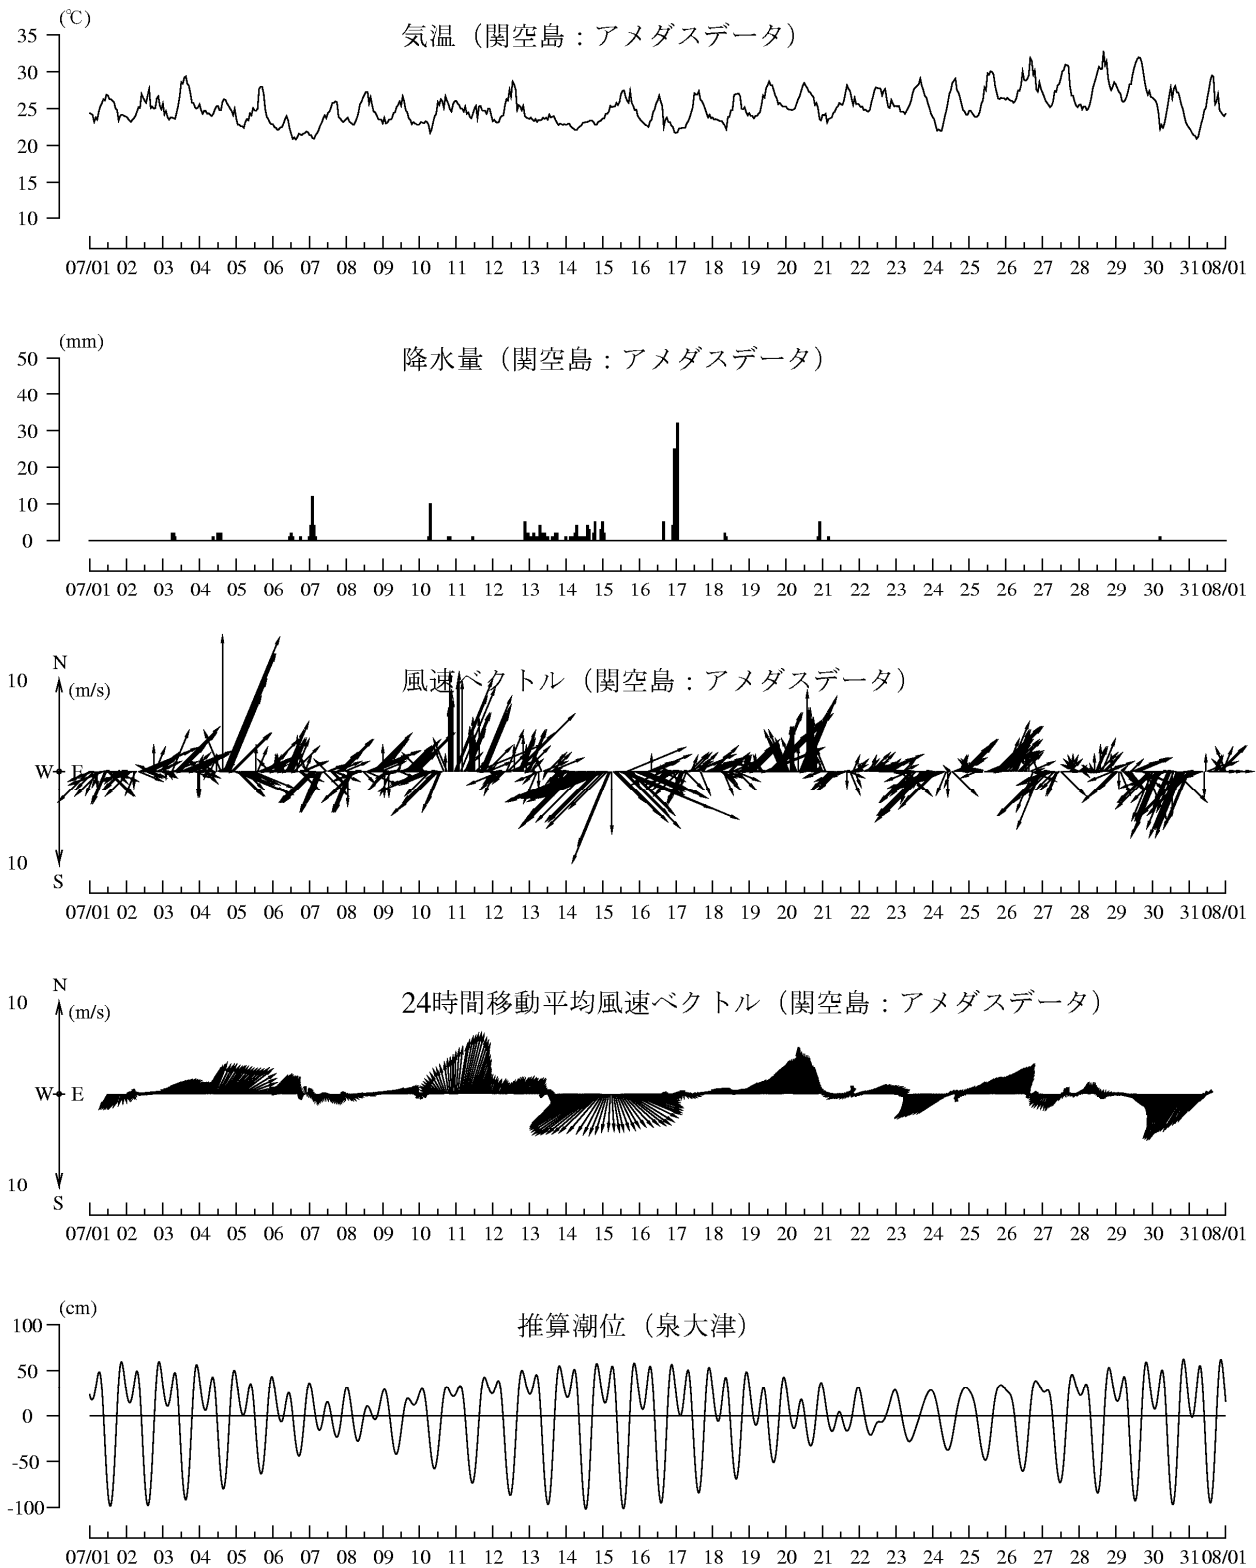 (℃)
気温（関空島：アメダスデータ）
35
30
25
20
15
10
07/01 02 03 04 05 06 07 08 09 10 11 12 13 14 15 16 17 18 19 20 21 22 23 24 25 26 27 28 29 30 31 08/01
(mm)
降水量（関空島：アメダスデータ）
50
40
30
20
10
0
07/01 02 03 04 05 06 07 08 09 10 11 12 13 14 15 16 17 18 19 20 21 22 23 24 25 26 27 28 29 30 31 08/01
N
10 (m/s)
風速ベクトル（関空島：アメダスデータ）
W E
10
S
07/01 02 03 04 05 06 07 08 09 10 11 12 13 14 15 16 17 18 19 20 21 22 23 24 25 26 27 28 29 30 31 08/01
N
10 (m/s)
24時間移動平均風速ベクトル（関空島：アメダスデータ）
W E
10
S
07/01 02 03 04 05 06 07 08 09 10 11 12 13 14 15 16 17 18 19 20 21 22 23 24 25 26 27 28 29 30 31 08/01
(cm)
推算潮位（泉大津）
100
50
0
-50
-100
07/01 02 03 04 05 06 07 08 09 10 11 12 13 14 15 16 17 18 19 20 21 22 23 24 25 26 27 28 29 30 31 08/01